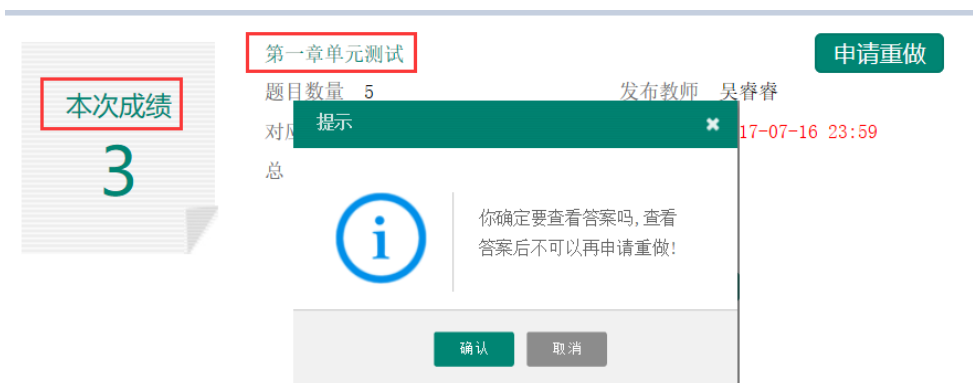 第一章单元测试
申请重做
本次成绩
3
题目数量 5
发布教师 吴睿睿
对应
17-07-16 23:59
总
提示
你确定要查看答案吗,查看
答案后不可以再申请重做!
确认
取消